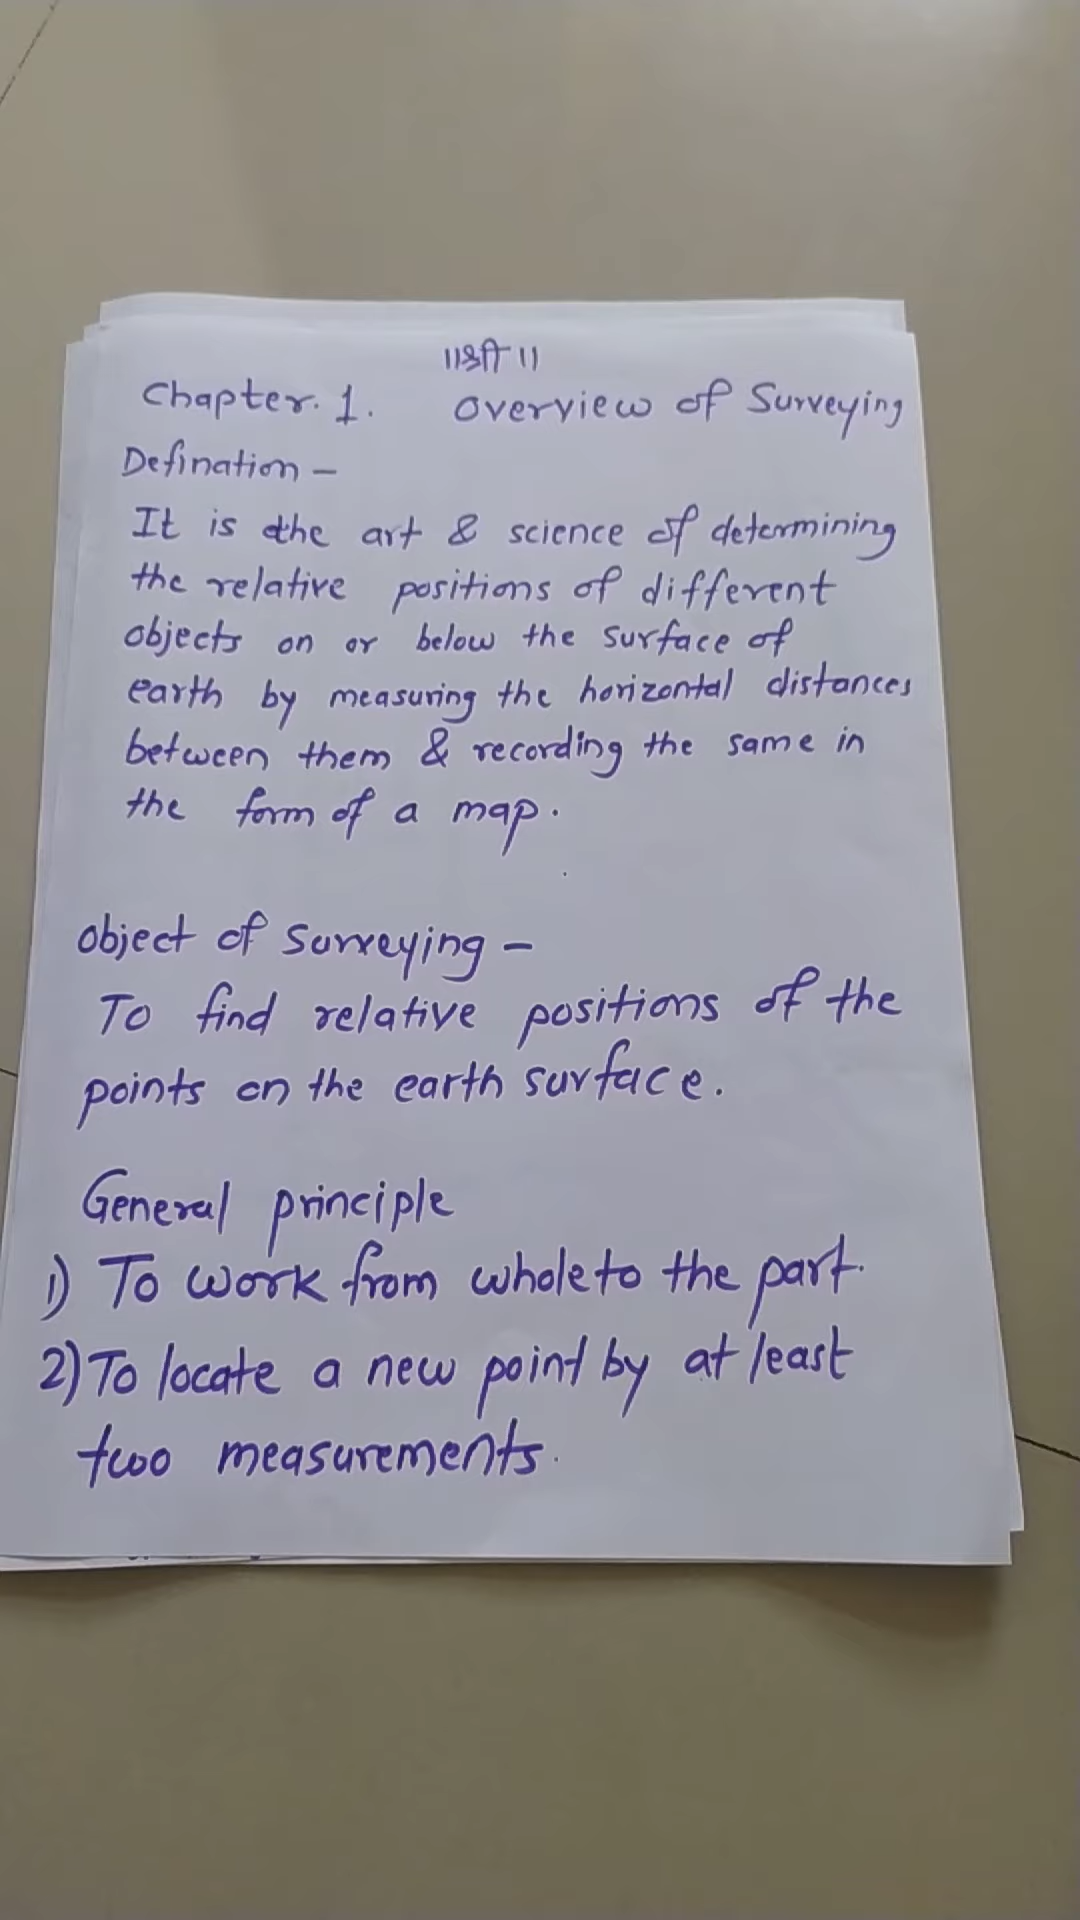 ॥श्री॥
Chapter. 1. Overview of Surveying
Defination -
It is the art & science of determining
the relative positions of different
objects on or below the surface of
earth by measuring the horizontal distances
between them & recording the same in
the form of a map.
object of Surveying -
To find relative positions of the
points on the earth surface.
General principle
1) To work from whole to the part.
2) To locate a new point by at least
two measurements.